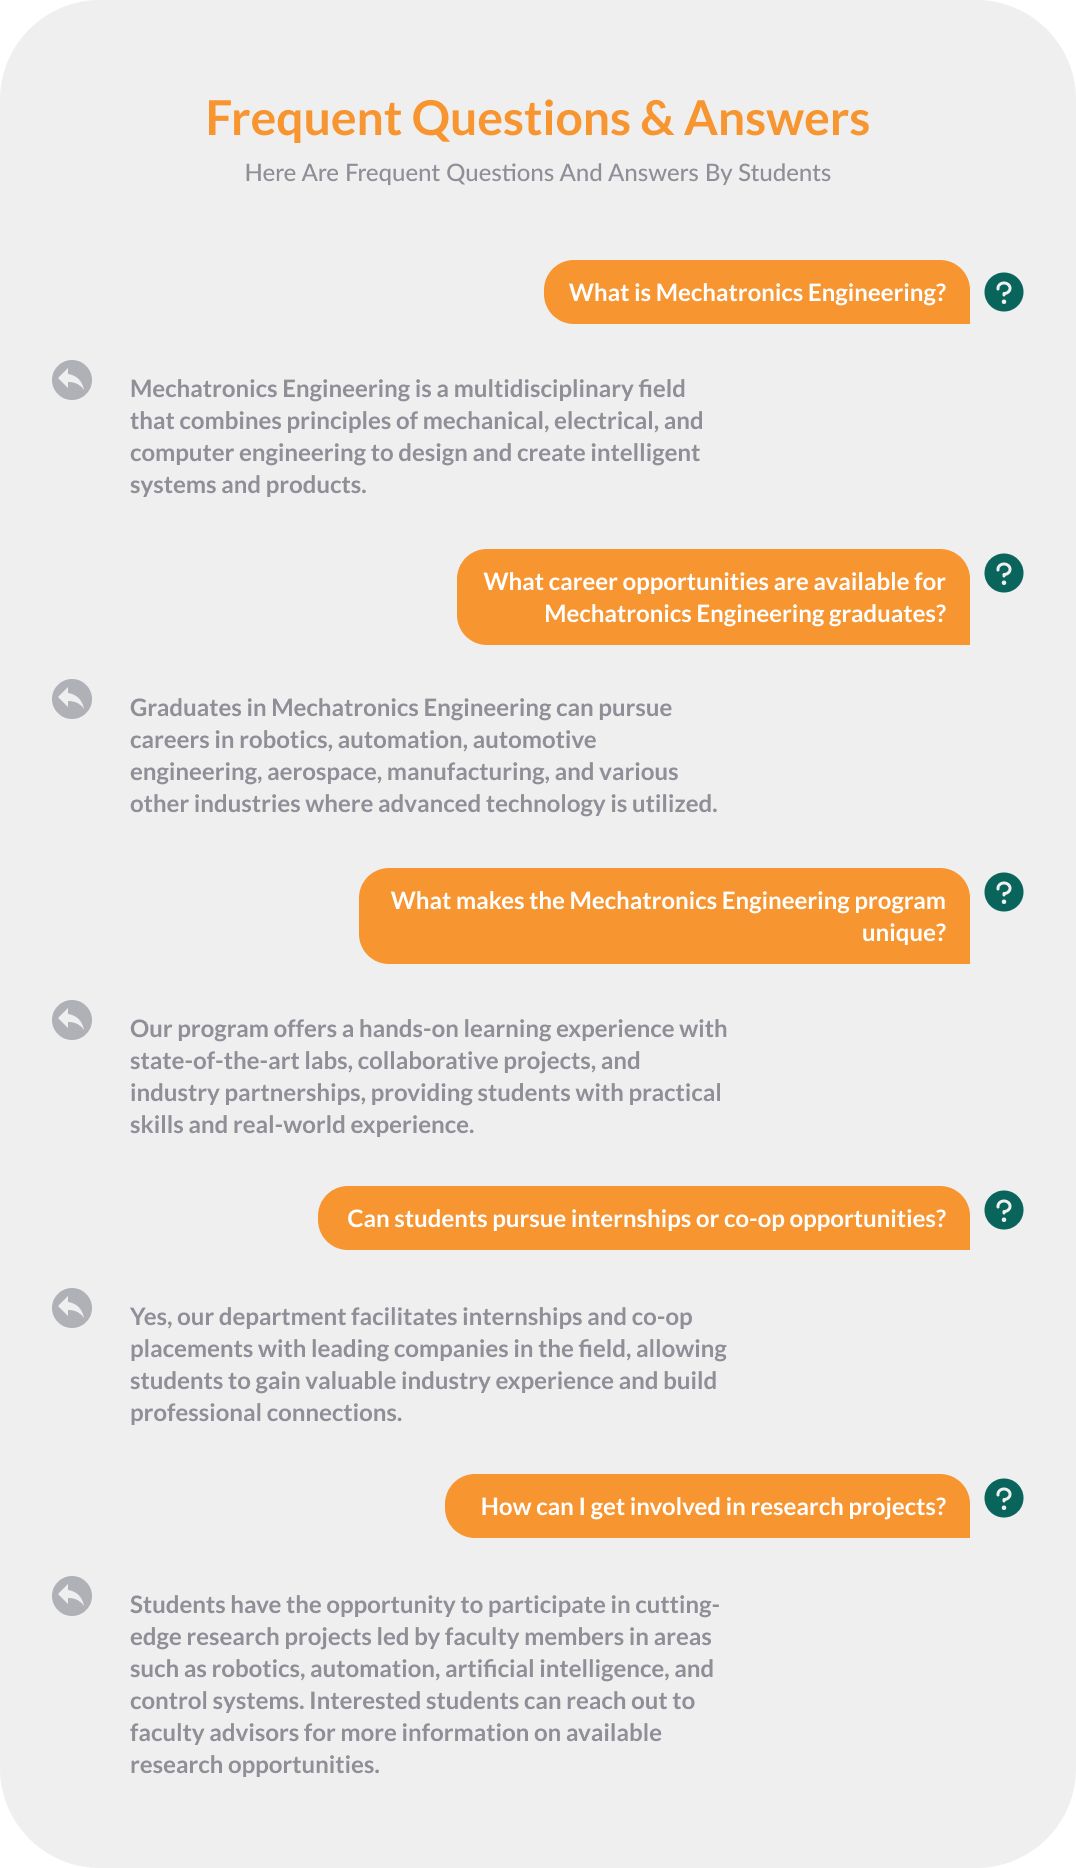 Frequent Questions & Answers
Here Are Frequent Questions And Answers By Students
What is Mechatronics Engineering?
Mechatronics Engineering is a multidisciplinary field
that combines principles of mechanical, electrical, and
computer engineering to design and create intelligent
systems and products.
What career opportunities are available for
Mechatronics Engineering graduates?
Graduates in Mechatronics Engineering can pursue
careers in robotics, automation, automotive
engineering, aerospace, manufacturing, and various
other industries where advanced technology is utilized.
What makes the Mechatronics Engineering program
unique?
Our program offers a hands-on learning experience with
state-of-the-art labs, collaborative projects, and
industry partnerships, providing students with practical
skills and real-world experience.
Can students pursue internships or co-op opportunities?
Yes, our department facilitates internships and co-op
placements with leading companies in the field, allowing
students to gain valuable industry experience and build
professional connections.
How can I get involved in research projects?
Students have the opportunity to participate in cutting-
edge research projects led by faculty members in areas
such as robotics, automation, artificial intelligence, and
control systems. Interested students can reach out to
faculty advisors for more information on available
research opportunities.